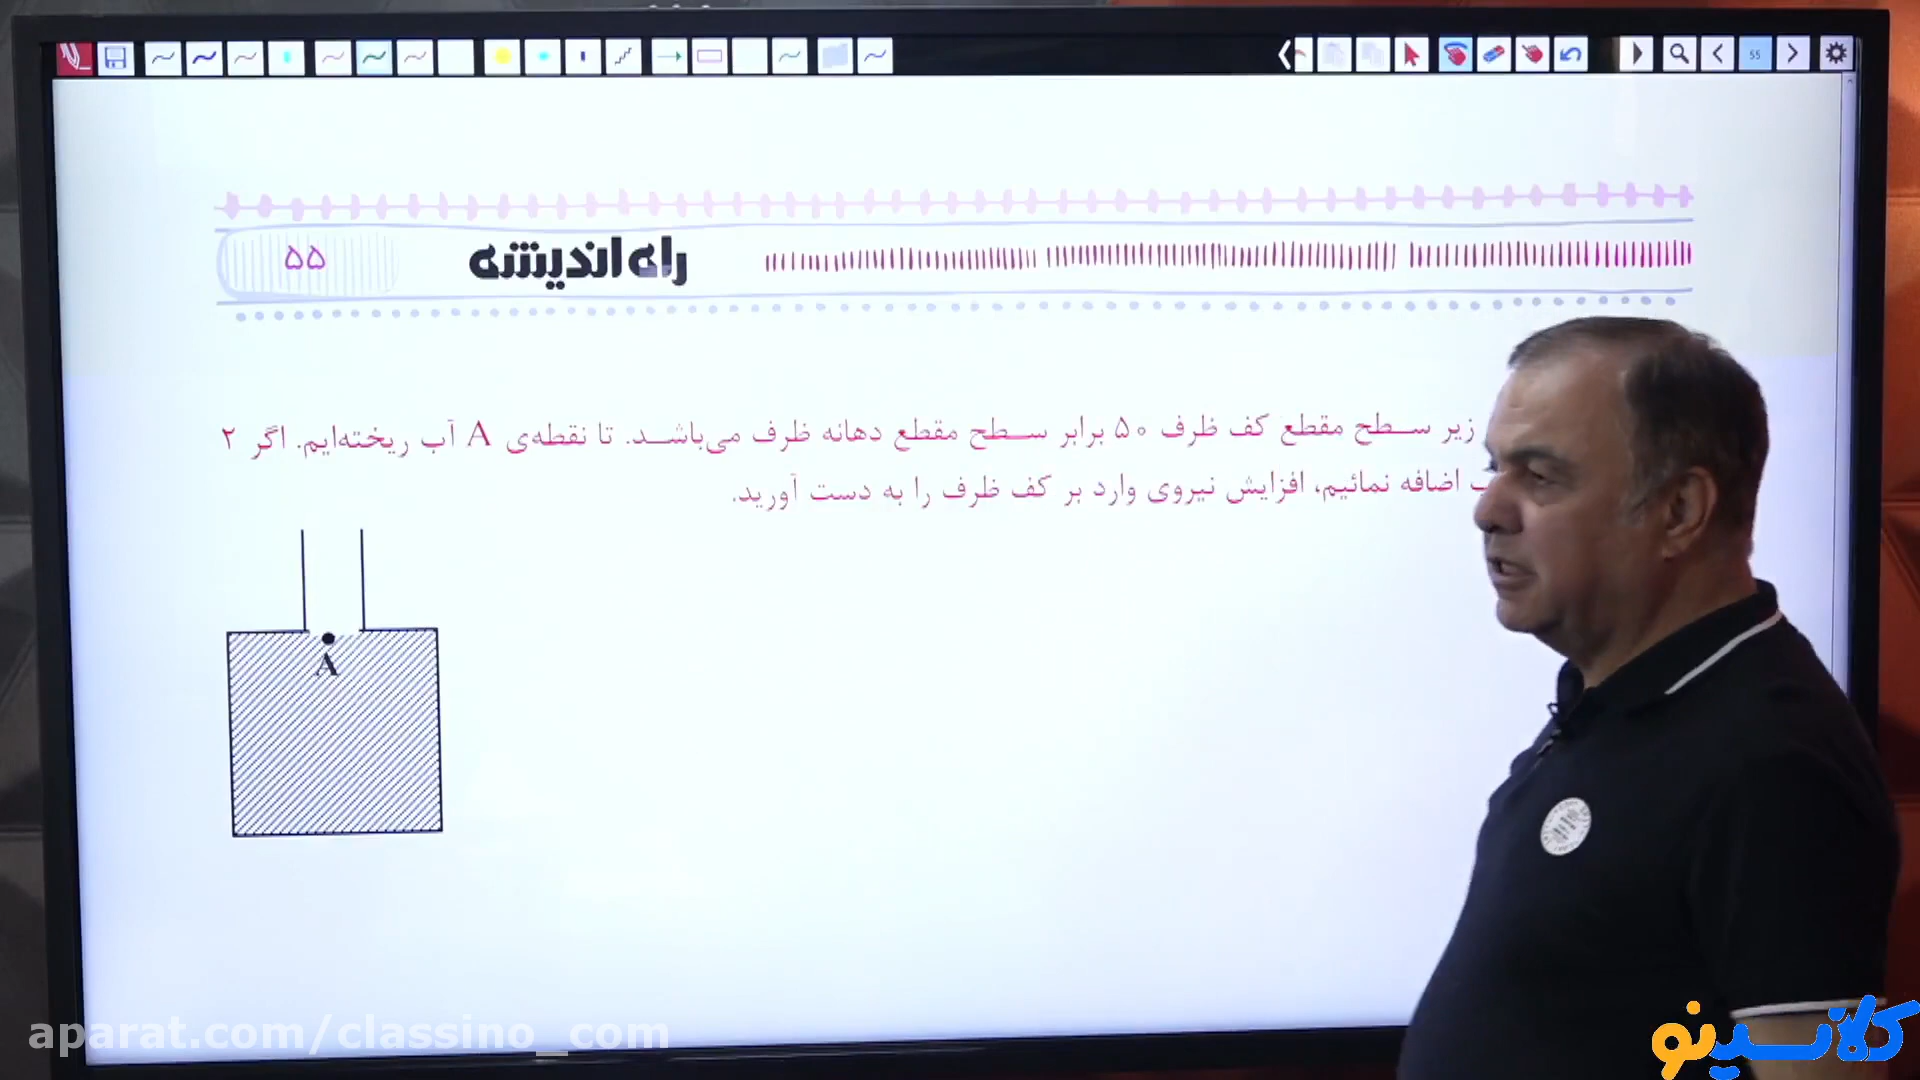 55
۵۵
راه اندیشه
زیر سطح مقطع کف ظرف ۵۰ برابر سطح مقطع دهانه ظرف می‌باشد. تا نقطه‌ی A آب ریخته‌ایم. اگر ۲
اضافه نمائیم، افزایش نیروی وارد بر کف ظرف را به دست آورید.
A
aparat.com/classino_com
کلاسینو